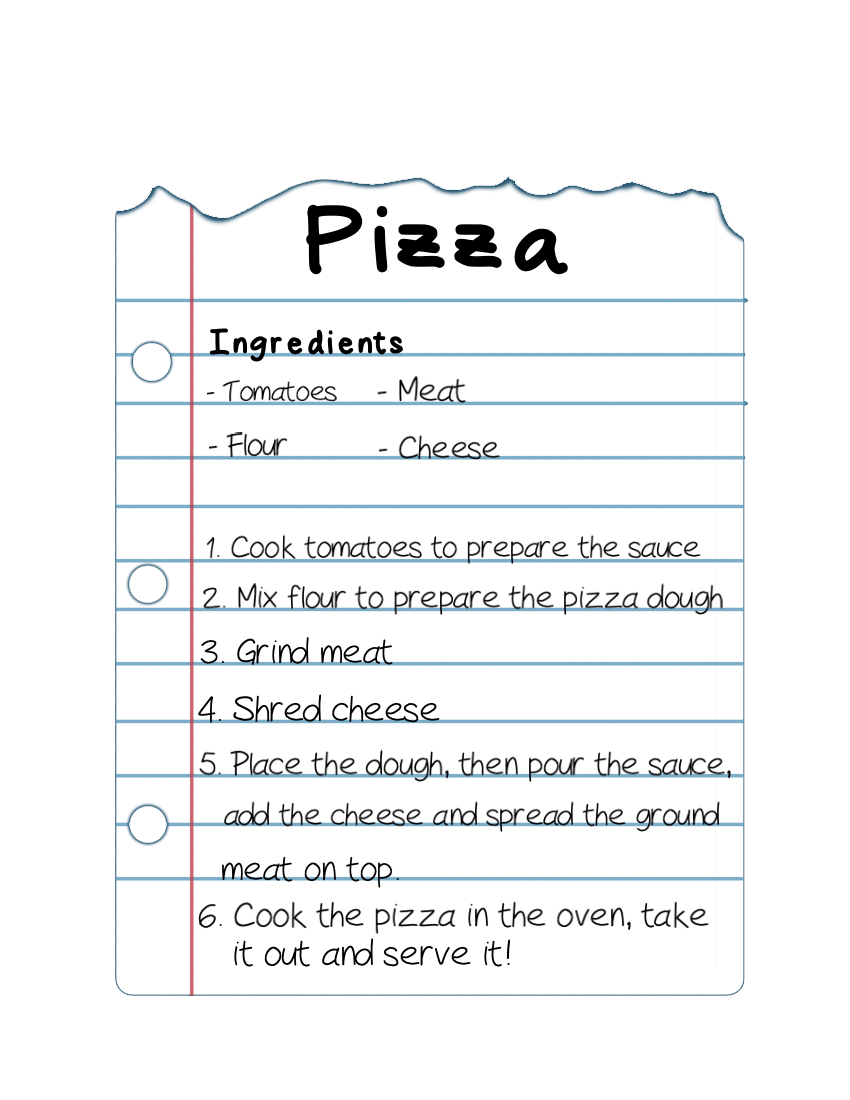 Pizza
Ingredients
- Tomatoes - Meat
- Flour - Cheese
1. Cook tomatoes to prepare the sauce
2. Mix flour to prepare the pizza dough
3. Grind meat
4. Shred cheese
5. Place the dough, then pour the sauce,
add the cheese and spread the ground
meat on top.
6. Cook the pizza in the oven, take
it out and serve it!